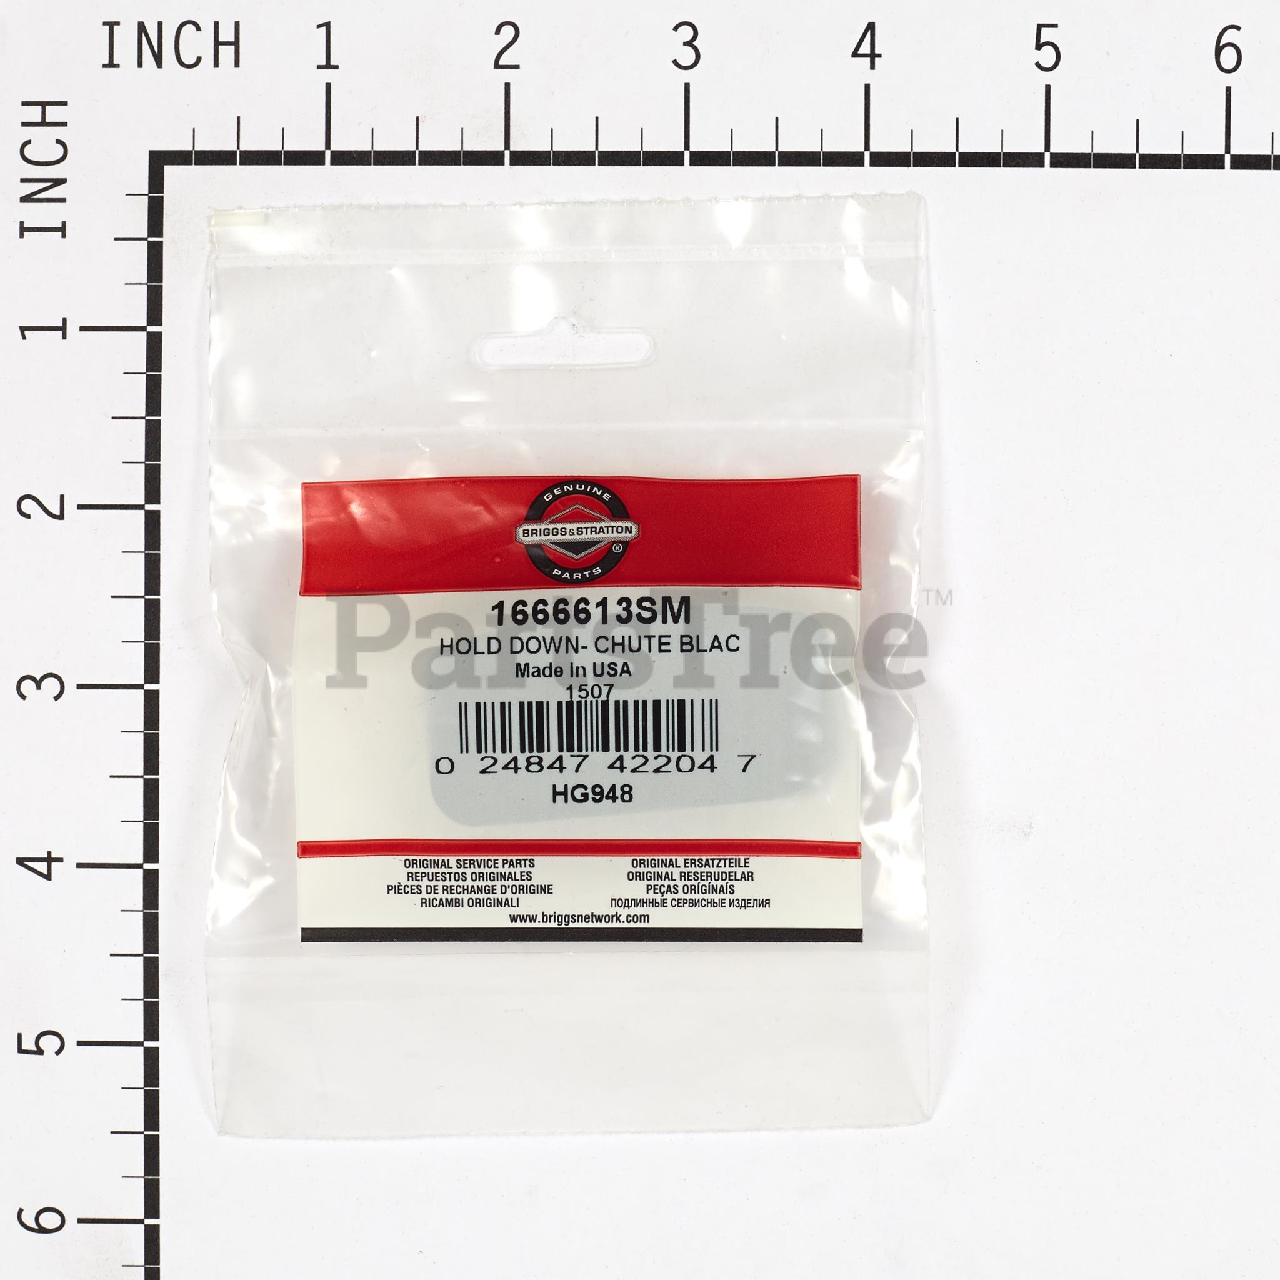 INCH 1 2 3 4 5 6
INCH
1
2
3
4
5
6
GENUINE
BRIGGS&STRATTON
®
PARTS
PartsTree™
1666613SM
HOLD DOWN- CHUTE BLAC
Made in USA
1507
0 24847 42204 7
HG948
ORIGINAL SERVICE PARTS
REPUESTOS ORIGINALES
PIÈCES DE RECHANGE D'ORIGINE
RICAMBI ORIGINALI
ORIGINAL ERSATZTEILE
ORIGINAL RESERUDELAR
PEÇAS ORÍGÍNAÍS
ПОДЛИННЫЕ СЕРВИСНЫЕ ИЗДЕЛИЯ
www.briggsnetwork.com